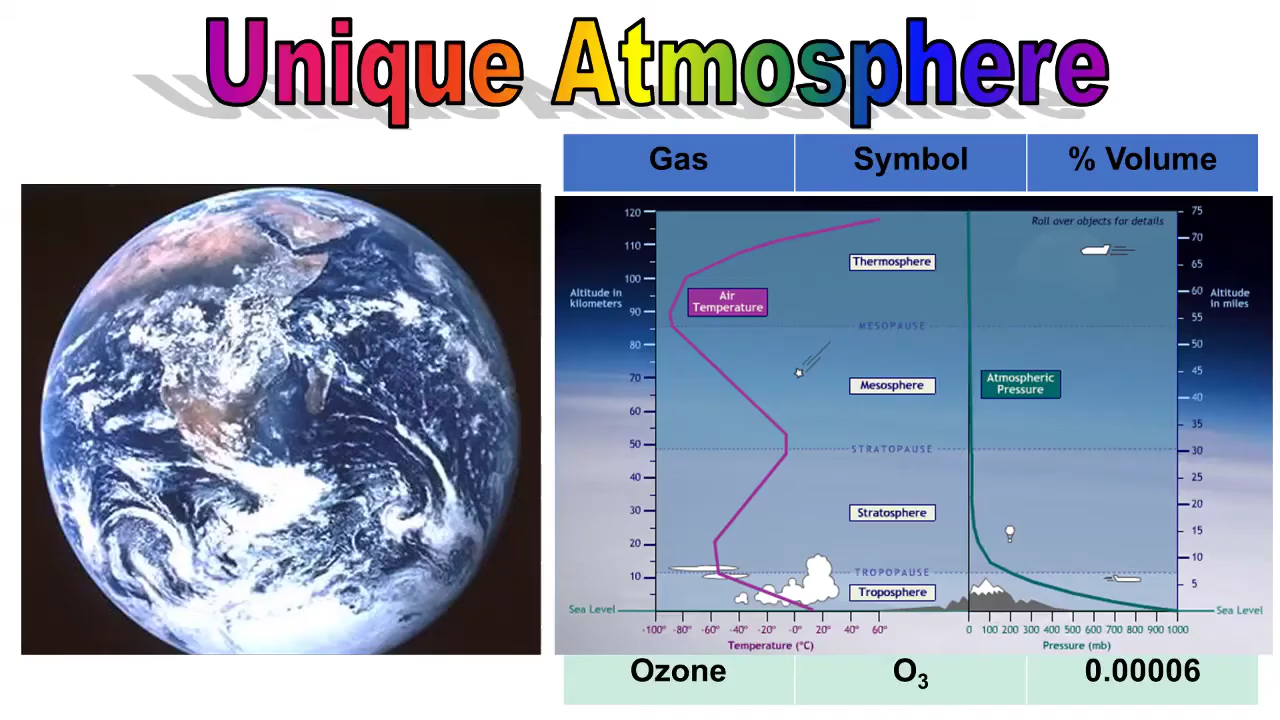 Unique Atmosphere
Gas Symbol % Volume
Roll over objects for details
Altitude in
kilometers
Altitude
in miles
120
110
100
90
80
70
60
50
40
30
20
10
75
70
65
60
55
50
45
40
35
30
25
20
15
10
5
Thermosphere
Air
Temperature
MESOPAUSE
Mesosphere
Atmospheric
Pressure
STRATOPAUSE
Stratosphere
TROPOPAUSE
Troposphere
Sea Level
Sea Level
-100° -80° -60° -40° -20° -0° 20° 40° 60°
0 100 200 300 400 500 600 700 800 900 1000
Temperature (°C)
Pressure (mb)
Ozone O₃ 0.00006